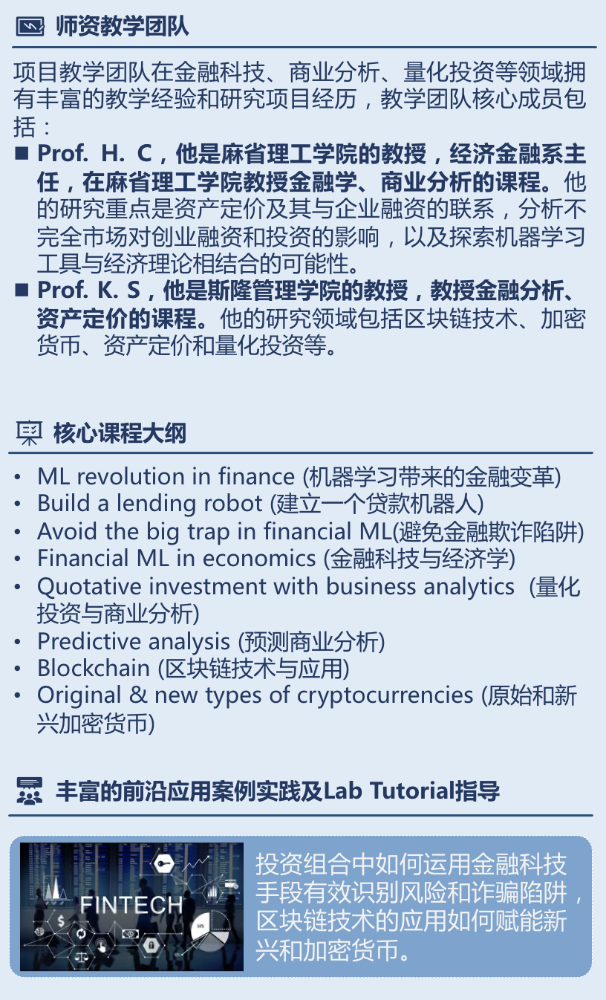 师资教学团队
项目教学团队在金融科技、商业分析、量化投资等领域拥
有丰富的教学经验和研究项目经历，教学团队核心成员包
括：
■ Prof. H. C，他是麻省理工学院的教授，经济金融系主
任，在麻省理工学院教授金融学、商业分析的课程。他
的研究重点是资产定价及其与企业融资的联系，分析不
完全市场对创业融资和投资的影响，以及探索机器学习
工具与经济理论相结合的可能性。
■ Prof. K. S，他是斯隆管理学院的教授，教授金融分析、
资产定价的课程。他的研究领域包括区块链技术、加密
货币、资产定价和量化投资等。
核心课程大纲
• ML revolution in finance (机器学习带来的金融变革)
• Build a lending robot (建立一个贷款机器人)
• Avoid the big trap in financial ML(避免金融欺诈陷阱)
• Financial ML in economics (金融科技与经济学)
• Quotative investment with business analytics (量化
投资与商业分析)
• Predictive analysis (预测商业分析)
• Blockchain (区块链技术与应用)
• Original & new types of cryptocurrencies (原始和新
兴加密货币)
丰富的前沿应用案例实践及Lab Tutorial指导
FINTECH
投资组合中如何运用金融科技
手段有效识别风险和诈骗陷阱，
区块链技术的应用如何赋能新
兴和加密货币。